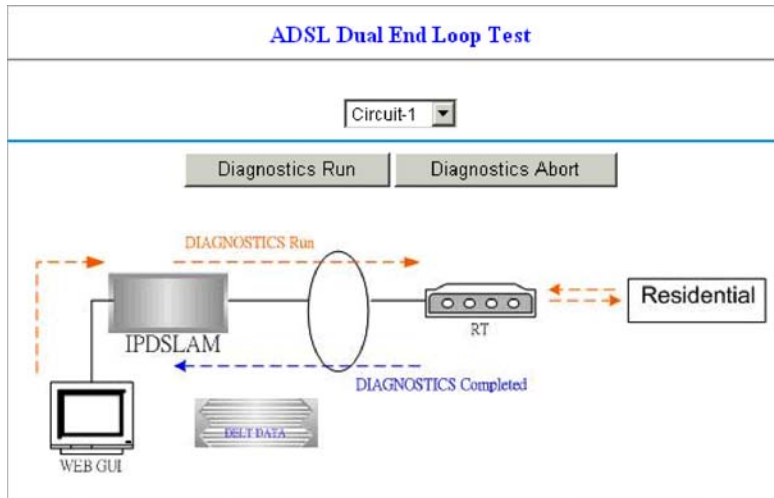 ADSL Dual End Loop Test
Circuit-1
Diagnostics Run
Diagnostics Abort
DIAGNOSTICS Run
Residential
RT
IPDSLAM
DIAGNOSTICS Completed
DELT DATA
WEB GUI